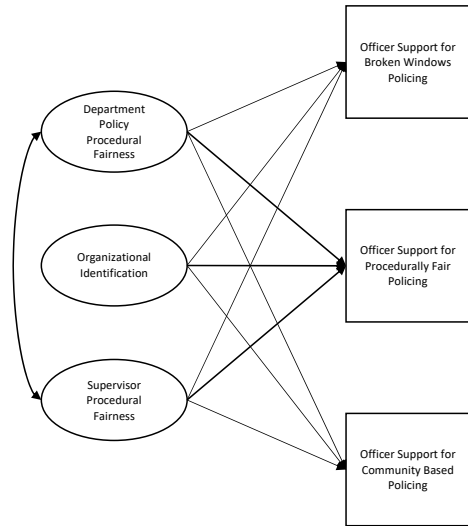 Officer Support for
Broken Windows
Policing
Department
Policy
Procedural
Fairness
Organizational
Identification
Officer Support for
Procedurally Fair
Policing
Supervisor
Procedural
Fairness
Officer Support for
Community Based
Policing